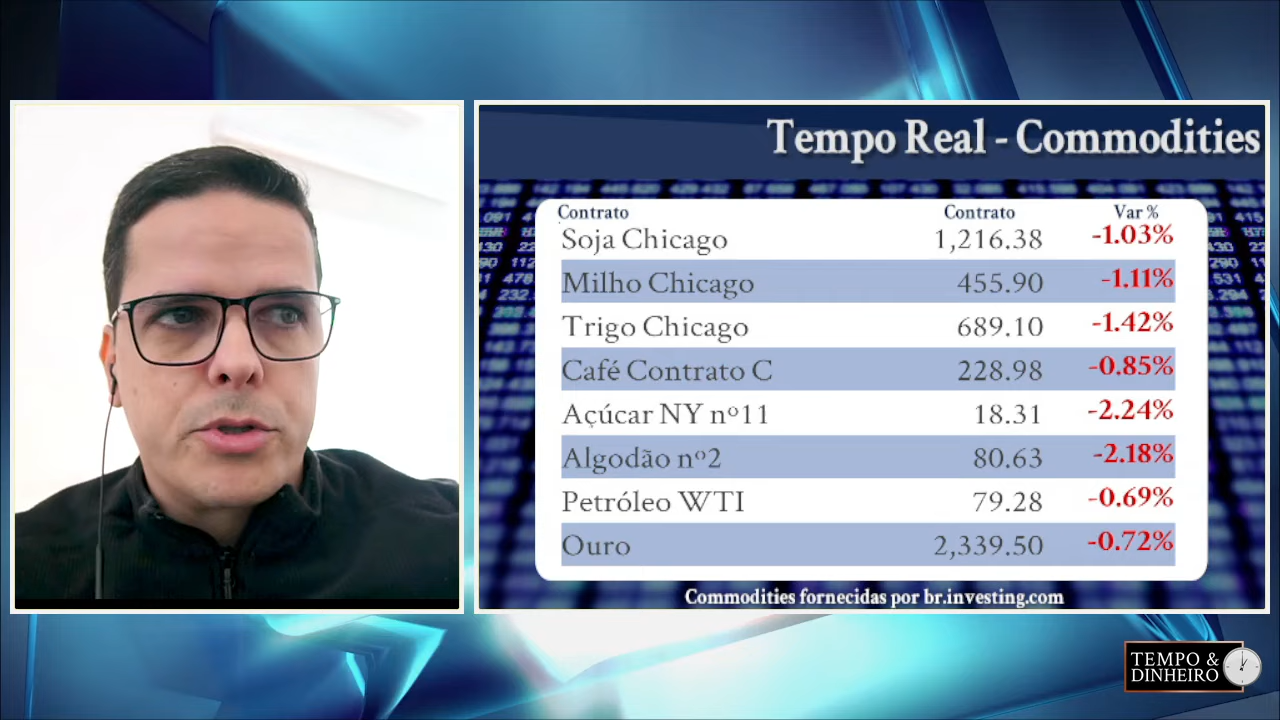 Tempo Real - Commodities
Contrato Contrato Var %
Soja Chicago 1,216.38 -1.03%
Milho Chicago 455.90 -1.11%
Trigo Chicago 689.10 -1.42%
Café Contrato C 228.98 -0.85%
Açúcar NY nº11 18.31 -2.24%
Algodão nº2 80.63 -2.18%
Petróleo WTI 79.28 -0.69%
Ouro 2,339.50 -0.72%
Commodities fornecidas por br.investing.com
TEMPO &
DINHEIRO